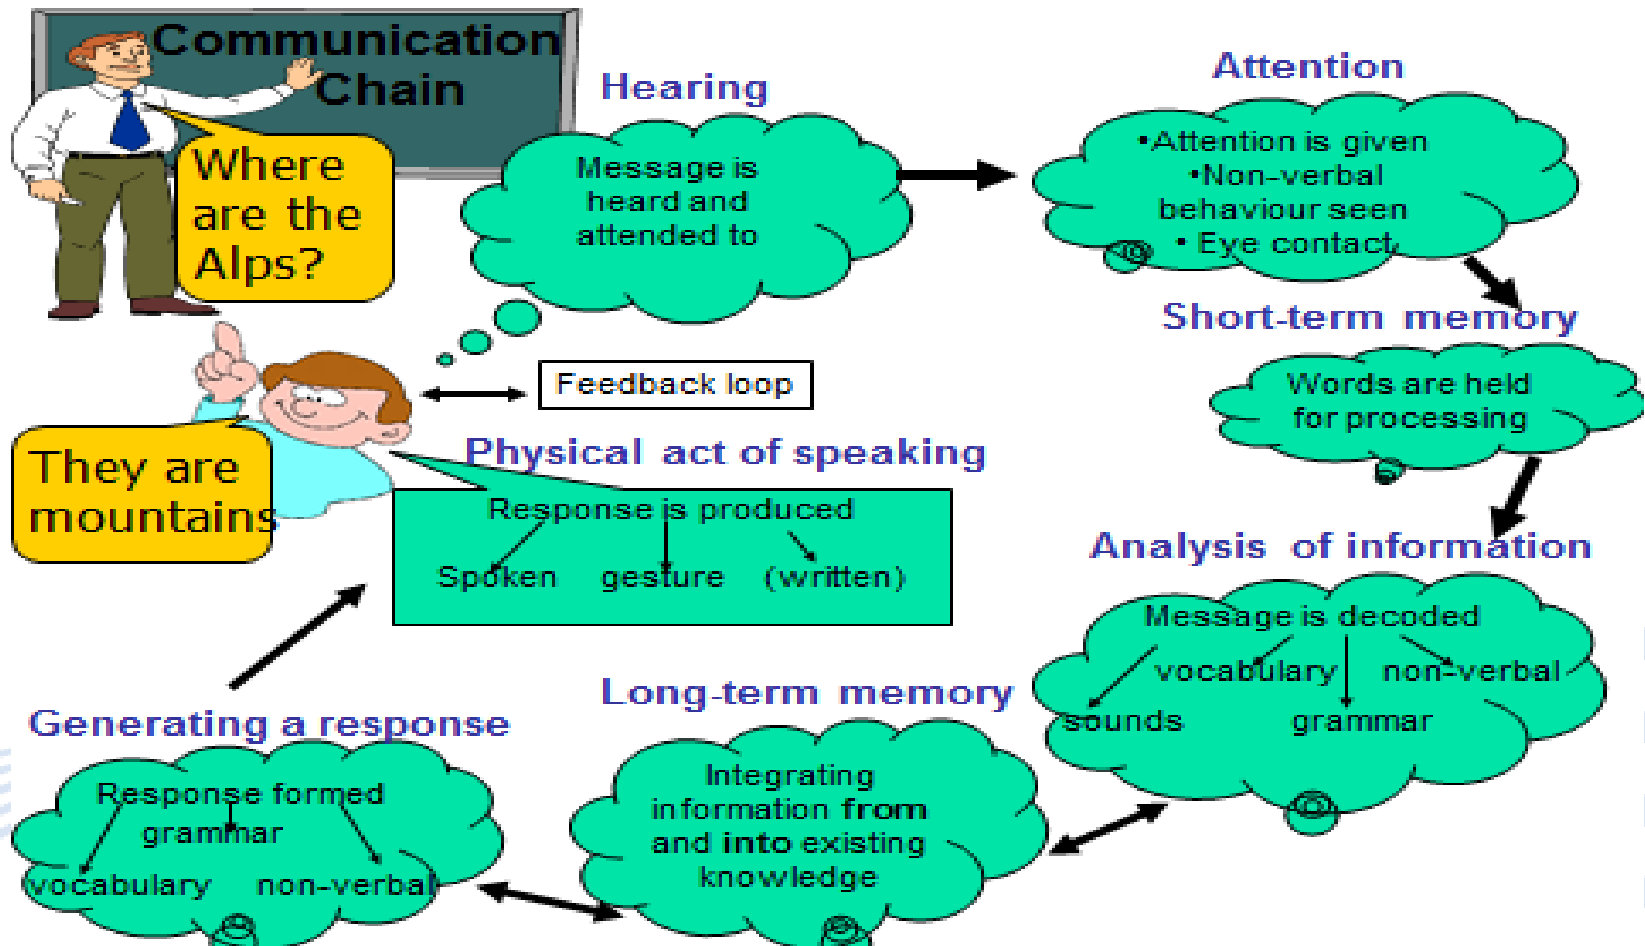 Communication
Chain
Where
are the
Alps?
Hearing
Message is
heard and
attended to
Attention
•Attention is given
•Non-verbal
behaviour seen
• Eye contact
Short-term memory
Words are held
for processing
Analysis of information
Message is decoded
vocabulary non-verbal
sounds grammar
Long-term memory
Integrating
information from
and into existing
knowledge
Generating a response
Response formed
grammar
vocabulary non-verbal
Physical act of speaking
Response is produced
Spoken gesture (written)
Feedback loop
They are
mountains